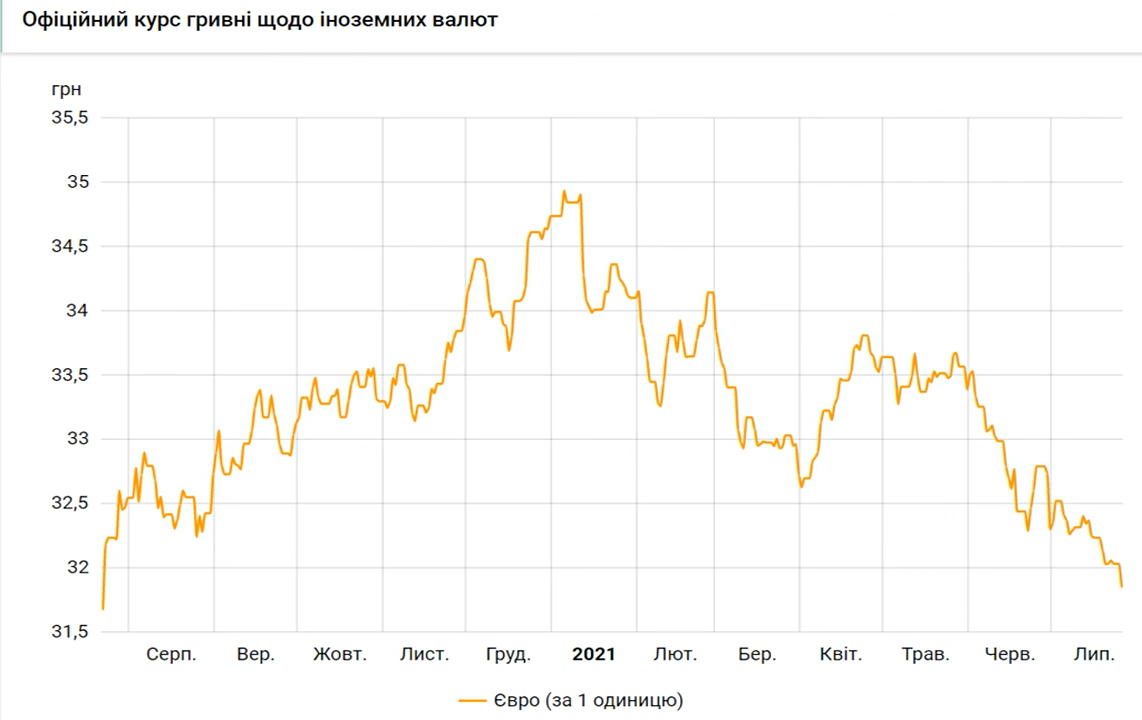 Офіційний курс гривні щодо іноземних валют
грн
35,5
35
34,5
34
33,5
33
32,5
32
31,5
Серп. Вер. Жовт. Лист. Груд. 2021 Лют. Бер. Квіт. Трав. Черв. Лип.
Євро (за 1 одиницю)